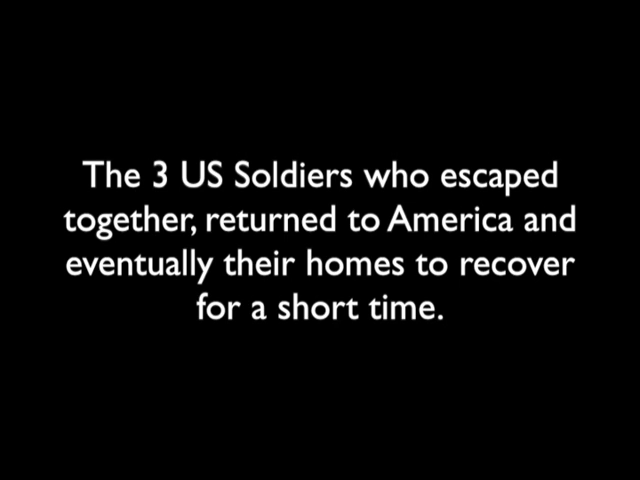 The 3 US Soldiers who escaped
together, returned to America and
eventually their homes to recover
for a short time.